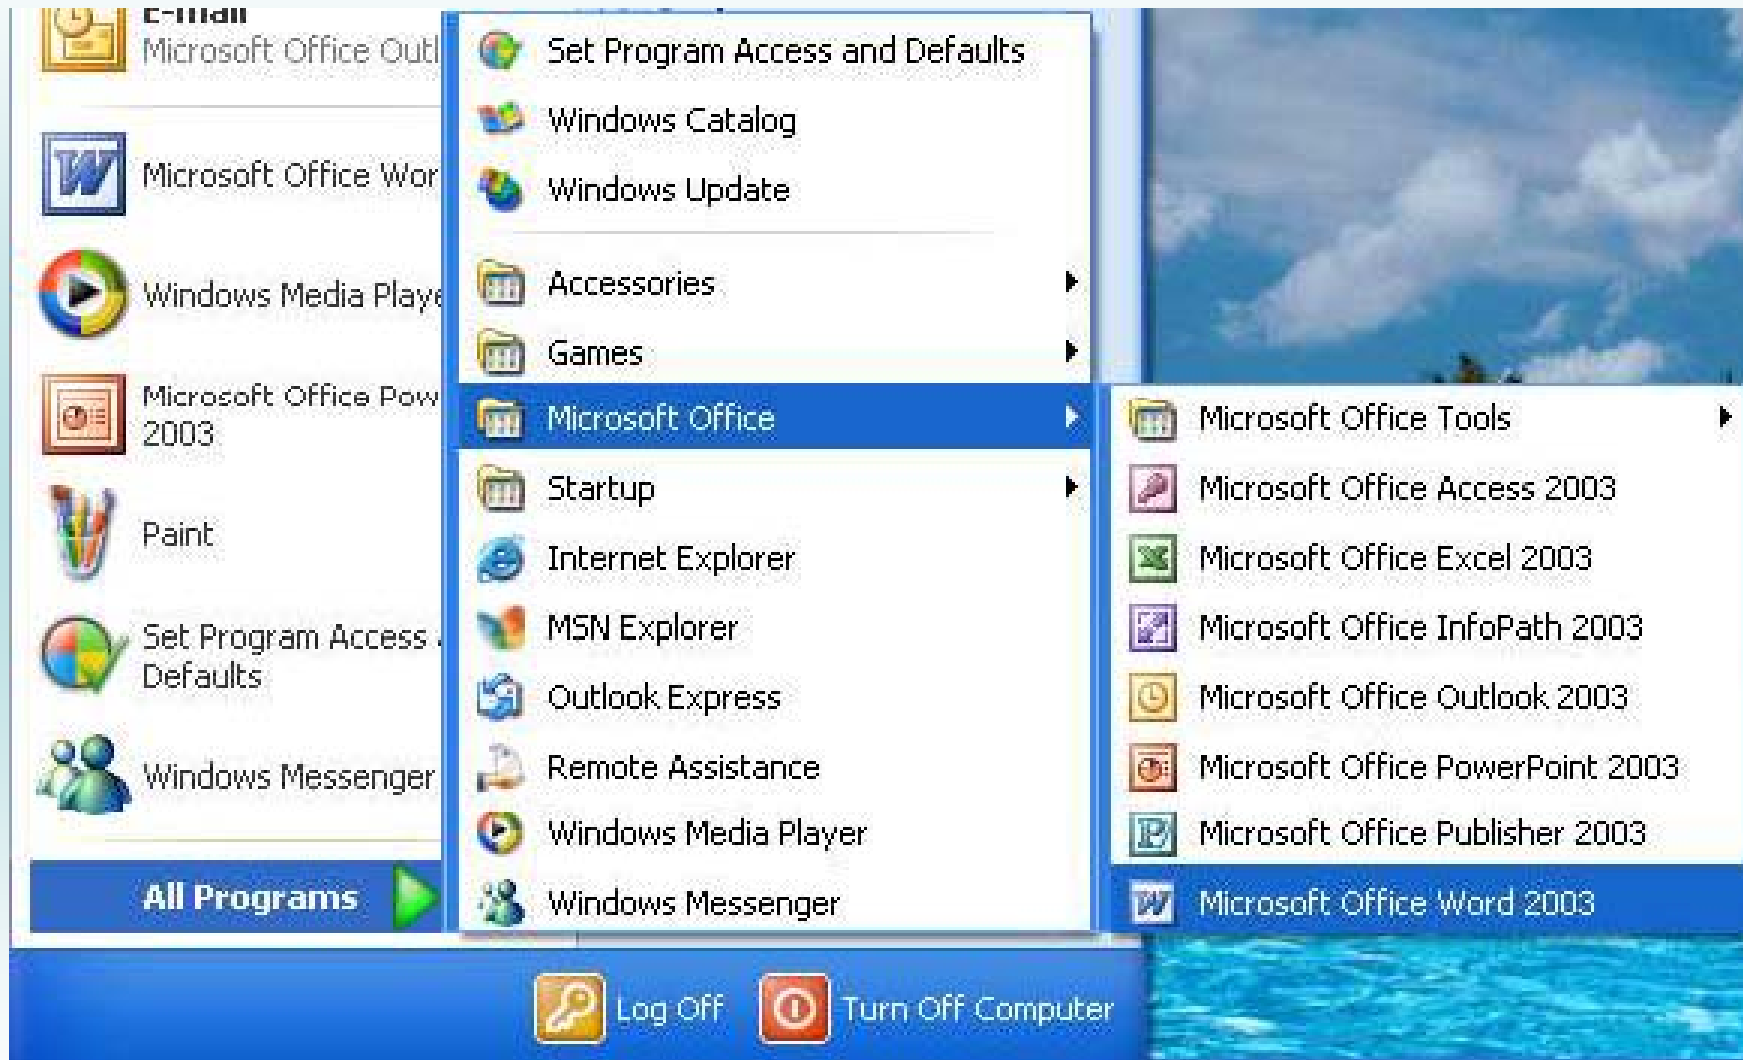 E-mail
Microsoft Office Outl
Microsoft Office Wor
Windows Media Playe
Microsoft Office Pow
2003
Paint
Set Program Access
Defaults
Windows Messenger
All Programs
Set Program Access and Defaults
Windows Catalog
Windows Update
Accessories
Games
Microsoft Office
Startup
Internet Explorer
MSN Explorer
Outlook Express
Remote Assistance
Windows Media Player
Windows Messenger
Microsoft Office Tools
Microsoft Office Access 2003
Microsoft Office Excel 2003
Microsoft Office InfoPath 2003
Microsoft Office Outlook 2003
Microsoft Office PowerPoint 2003
Microsoft Office Publisher 2003
Microsoft Office Word 2003
Log Off
Turn Off Computer